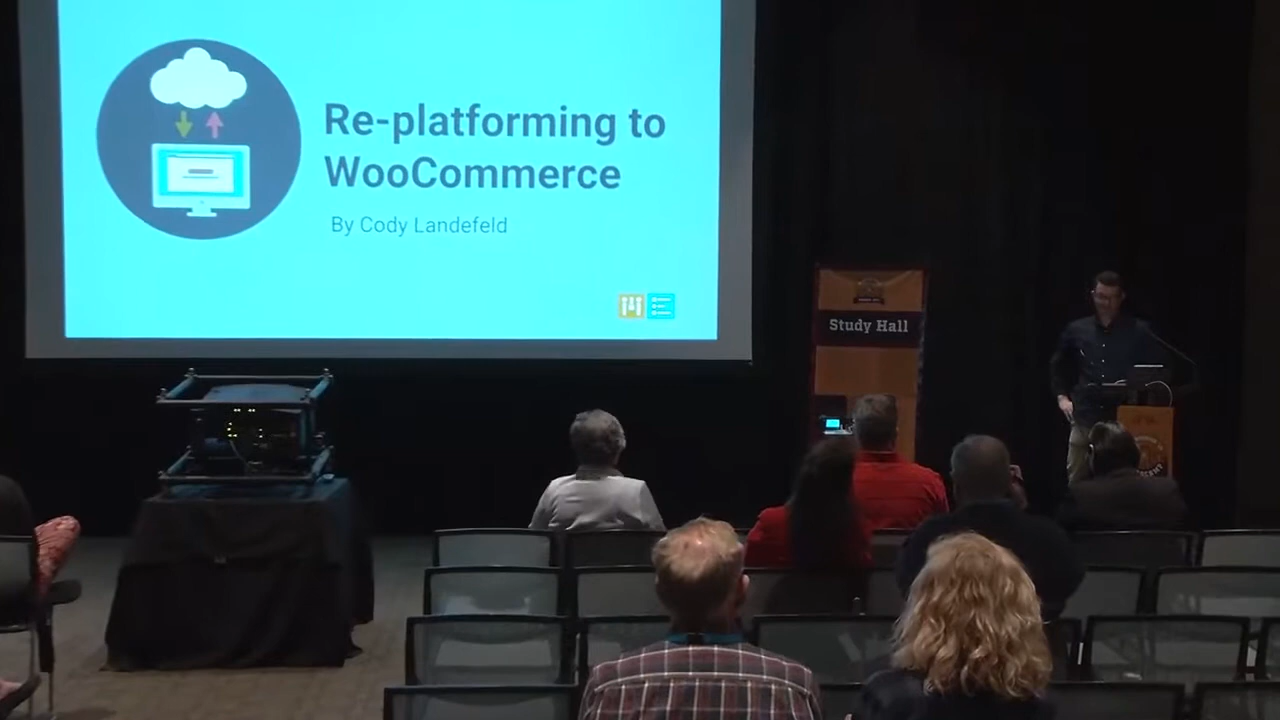 Re-platforming to
WooCommerce
By Cody Landefeld
Study Hall